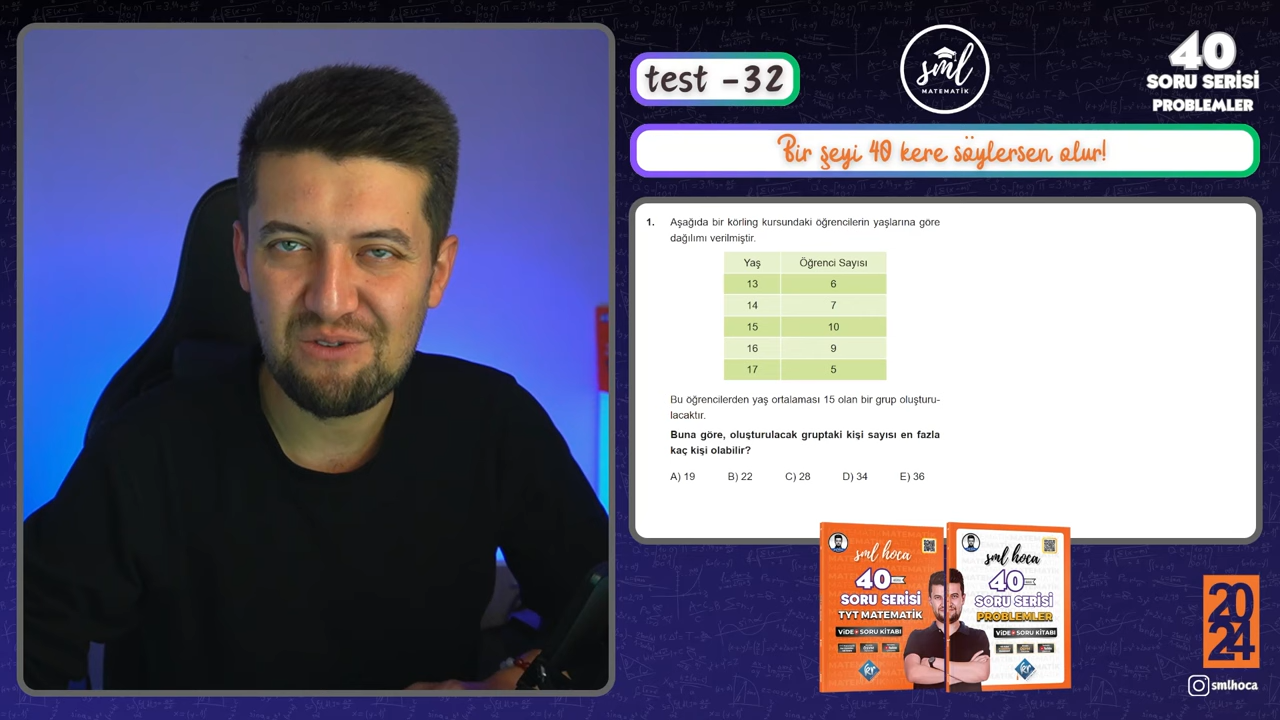 test -32
sml
MATEMATİK
40
SORU SERİSİ
PROBLEMLER
Bir şeyi 40 kere söylersen olur!
1. Aşağıda bir körling kursundaki öğrencilerin yaşlarına göre
dağılımı verilmiştir.
Yaş Öğrenci Sayısı
13 6
14 7
15 10
16 9
17 5
Bu öğrencilerden yaş ortalaması 15 olan bir grup oluşturu-
lacaktır.
Buna göre, oluşturulacak gruptaki kişi sayısı en fazla
kaç kişi olabilir?
A) 19 B) 22 C) 28 D) 34 E) 36
sml hoca
40
SORU SERİSİ
TYT MATEMATİK
VİDEO SORU KİTABI
sml hoca
40
SORU SERİSİ
PROBLEMLER
VİDEO SORU KİTABI
2024
smlhoca